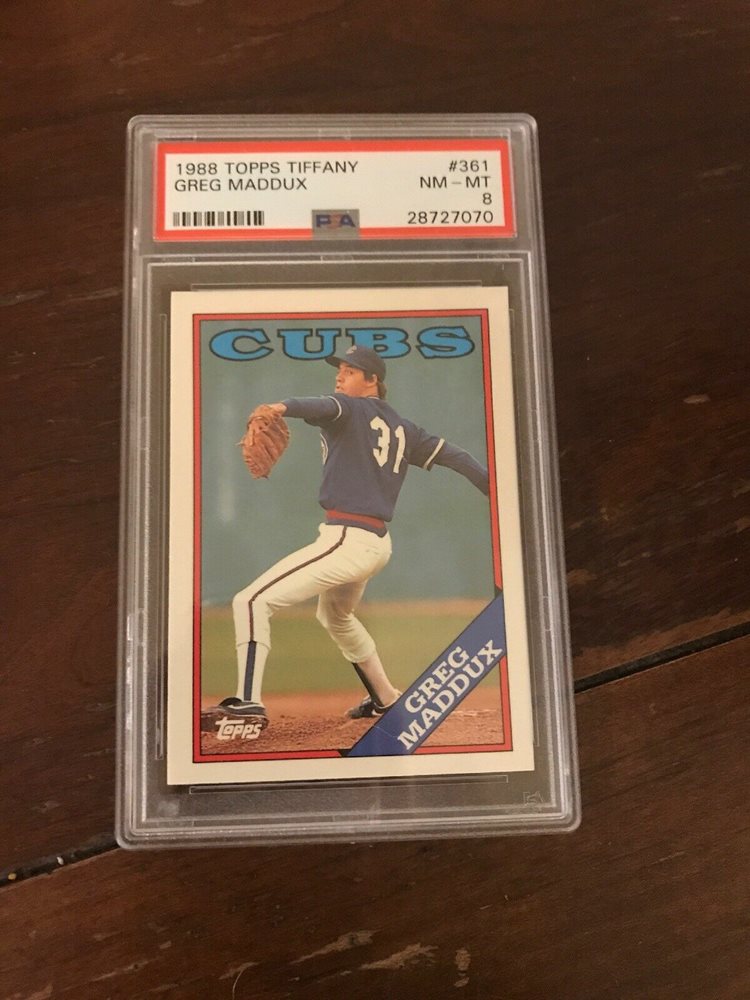 1988 TOPPS TIFFANY #361
GREG MADDUX NM - MT
8
PSA 28727070
CUBS
31
GREG
MADDUX
Topps